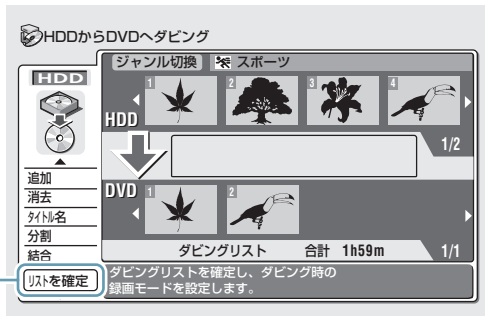 HDDからDVDへダビング
ジャンル切換 スポーツ
HDD
1 2 3 4
HDD
1/2
追加
消去
タイトル名
分割
結合
リストを確定
DVD
1 2
ダビングリスト 合計 1h59m 1/1
ダビングリストを確定し、ダビング時の
録画モードを設定します。